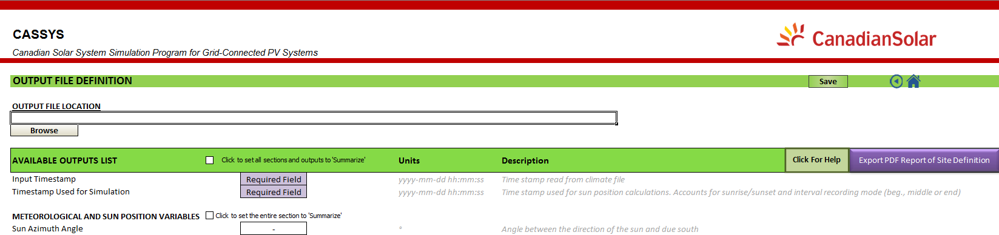 CASSYS
CanadianSolar
Canadian Solar System Simulation Program for Grid-Connected PV Systems
OUTPUT FILE DEFINITION Save
OUTPUT FILE LOCATION
Browse
AVAILABLE OUTPUTS LIST Click to set all sections and outputs to 'Summarize' Units Description Click For Help Export PDF Report of Site Definition
Input Timestamp Required Field yyyy-mm-dd hh:mm:ss Time stamp read from climate file
Timestamp Used for Simulation Required Field yyyy-mm-dd hh:mm:ss Time stamp used for sun position calculations. Accounts for sunrise/sunset and interval recording mode (beg., middle or end)
METEOROLOGICAL AND SUN POSITION VARIABLES Click to set the entire section to 'Summarize'
Sun Azimuth Angle - ° Angle between the direction of the sun and due south